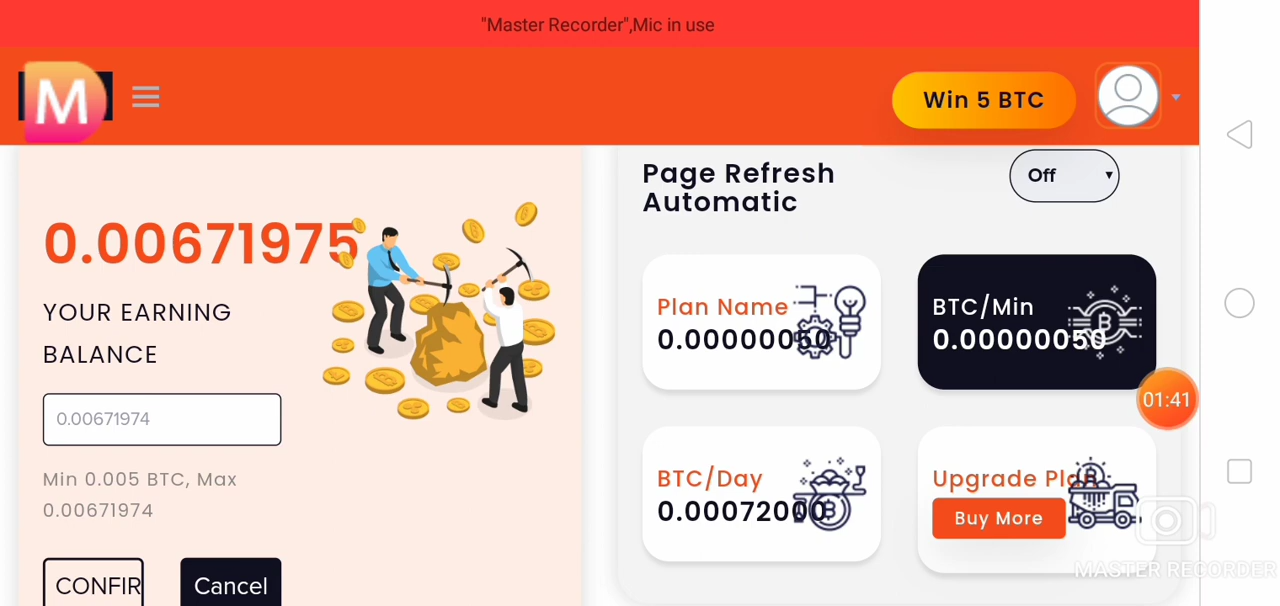 "Master Recorder",Mic in use
M
Win 5 BTC
0.00671975
YOUR EARNING
BALANCE
0.00671974
Min 0.005 BTC, Max
0.00671974
CONFIR
Cancel
Page Refresh
Automatic
Off
Plan Name
0.00000050
BTC/Min
0.00000050
01:41
BTC/Day
0.00072000
Upgrade Plan
Buy More
MASTER RECORDER